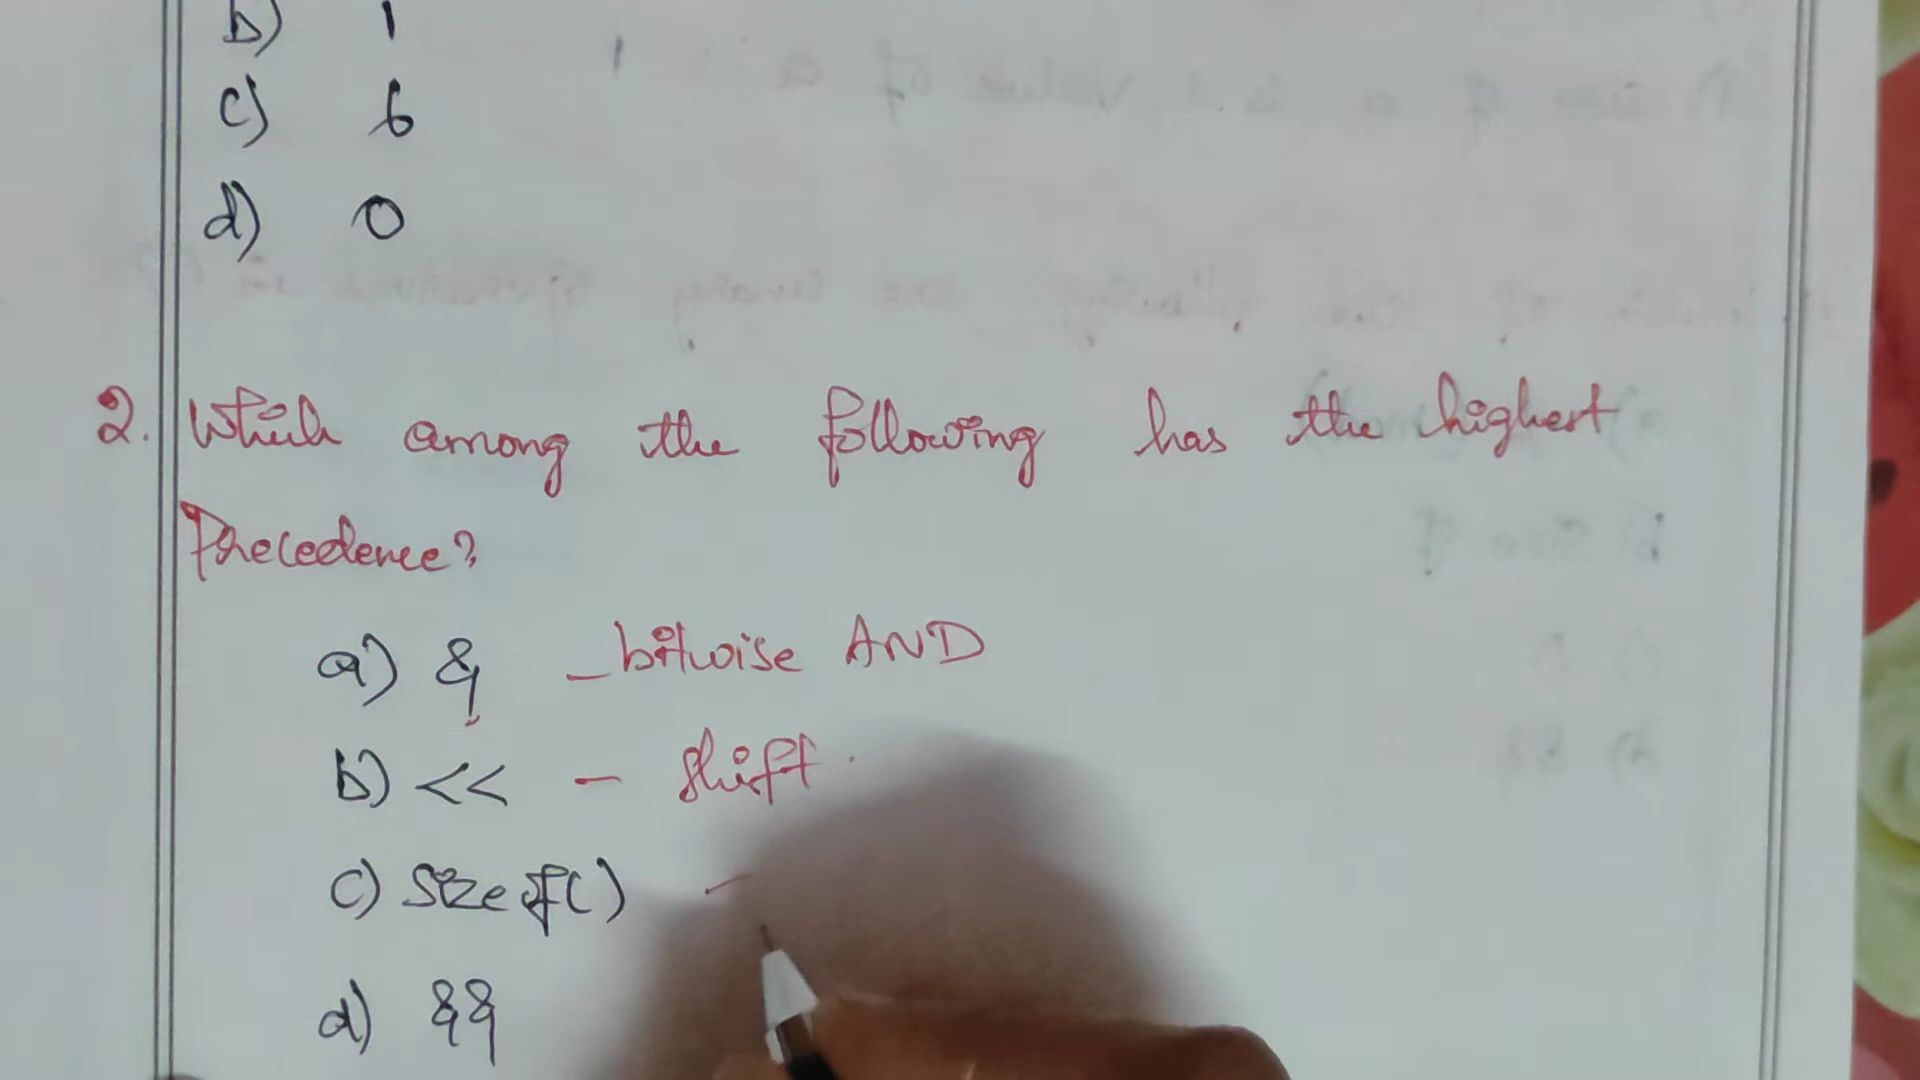 b) 1
c) 6
d) 0
2. Which among the following has the highest
Precedence?
a) & - bitwise AND
b) << - shift.
c) Sizeof() -
d) &&